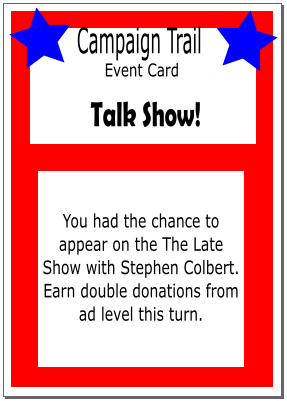 Campaign Trail
Event Card
Talk Show!
You had the chance to
appear on the The Late
Show with Stephen Colbert.
Earn double donations from
ad level this turn.